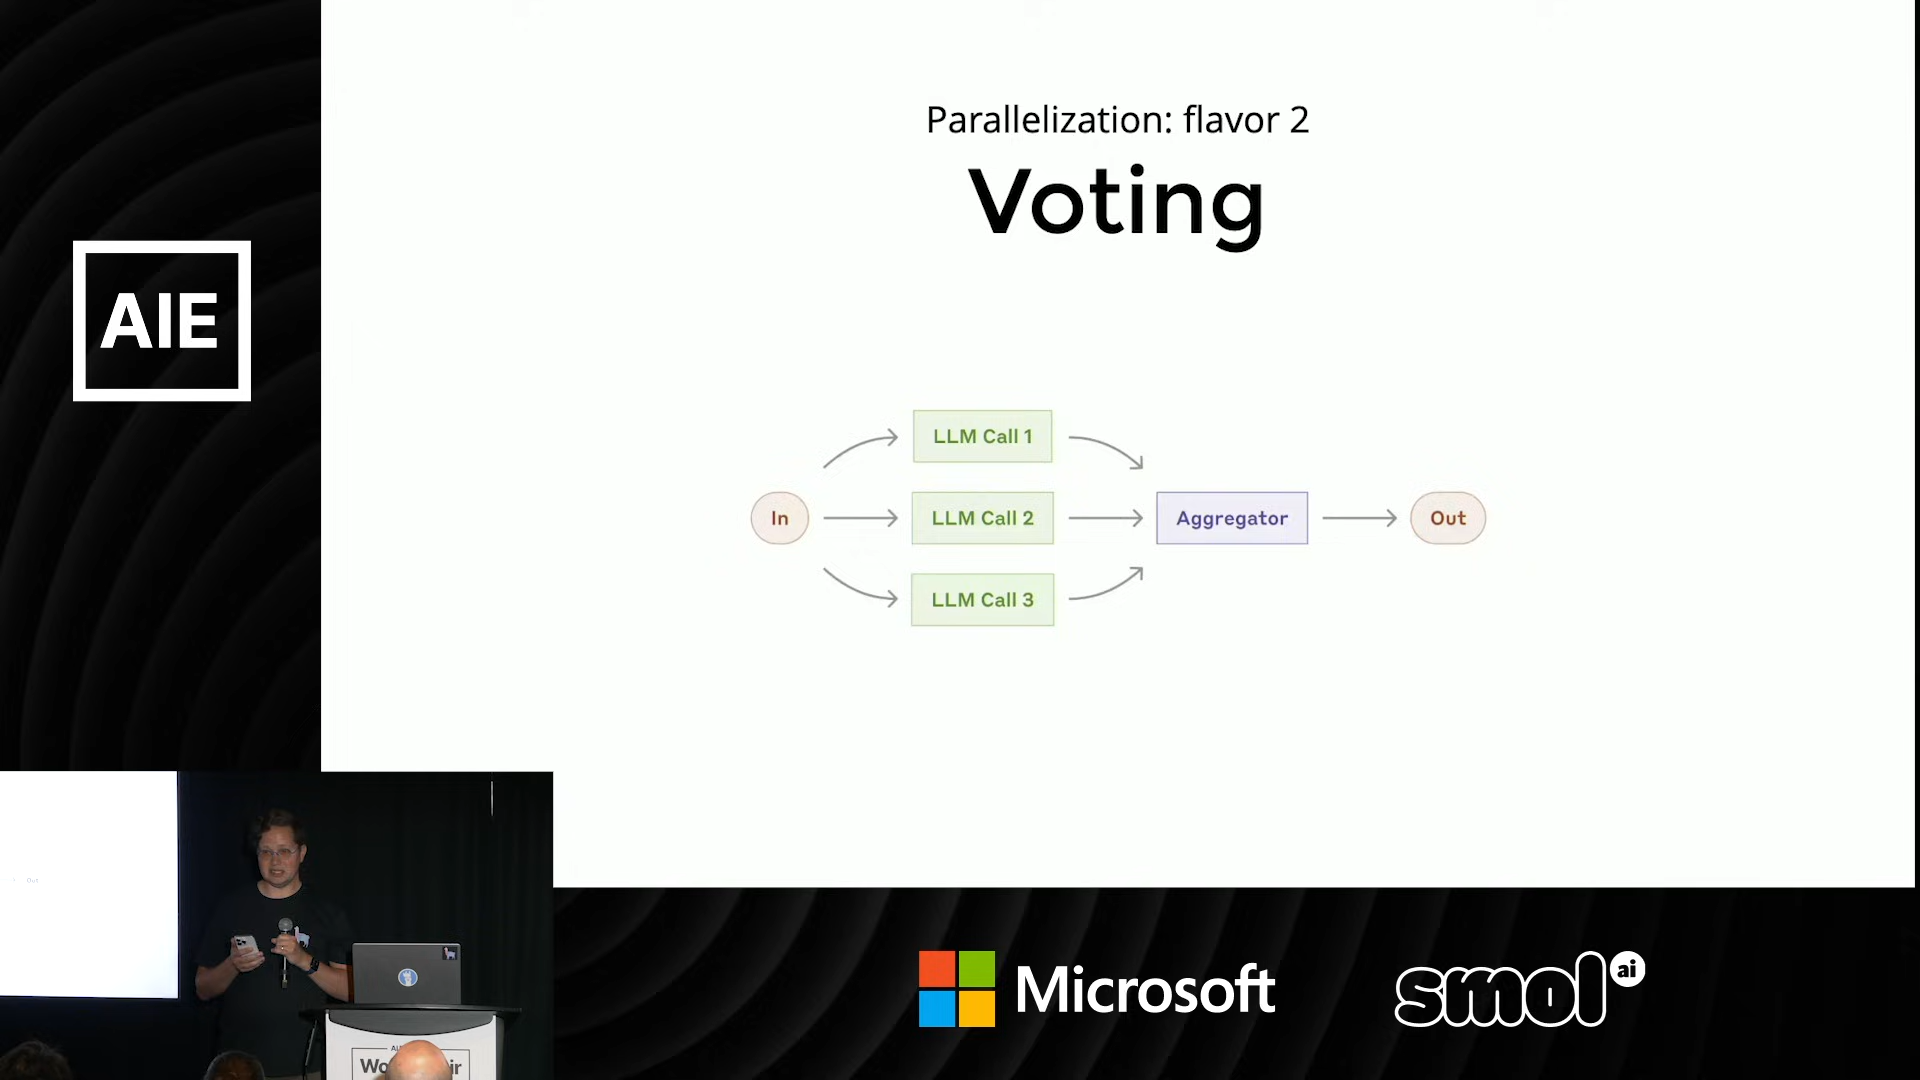 Parallelization: flavor 2
Voting
AIE
LLM Call 1
In
LLM Call 2
Aggregator
Out
LLM Call 3
Microsoft
smol ai